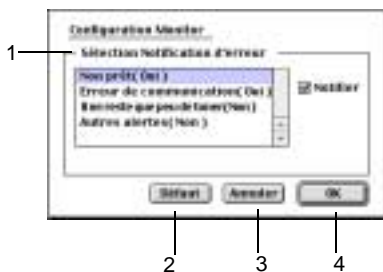 Configuration Monitor
1
Sélection Notification d'erreur
Non prêt( Oui )
Erreur de communication( Oui )
Il ne reste que peu de toner(Non)
Autres alertes( Non )
Notifier
Défaut
Annuler
OK
2
3
4